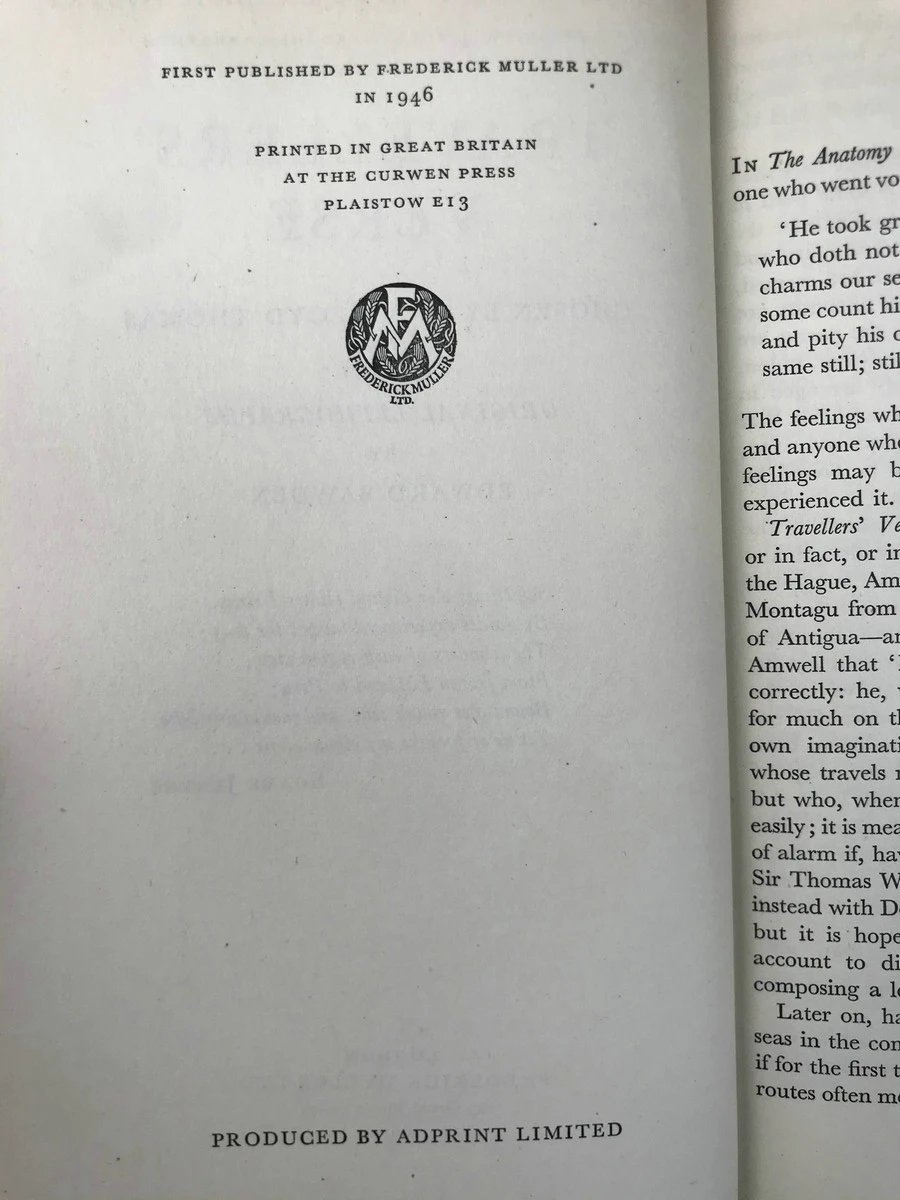 FIRST PUBLISHED BY FREDERICK MULLER LTD
IN 1946
PRINTED IN GREAT BRITAIN
AT THE CURWEN PRESS
PLAISTOW E13
FM
FREDERICK MULLER
LTD.
PRODUCED BY ADPRINT LIMITED
IN The Anatomy
one who went vo
'He took gr
who doth not
charms our se
some count hi
and pity his
same still; stil
The feelings wh
and anyone who
feelings may b
experienced it.
'Travellers' Ve
or in fact, or in
the Hague, Am
Montagu from
of Antigua—an
Amwell that
correctly: he,
for much on th
own imaginati
whose travels
but who, when
easily; it is mea
of alarm if, hav
Sir Thomas W
instead with D
but it is hope
account to di
composing a le
Later on, ha
seas in the con
if for the first t
routes often mo